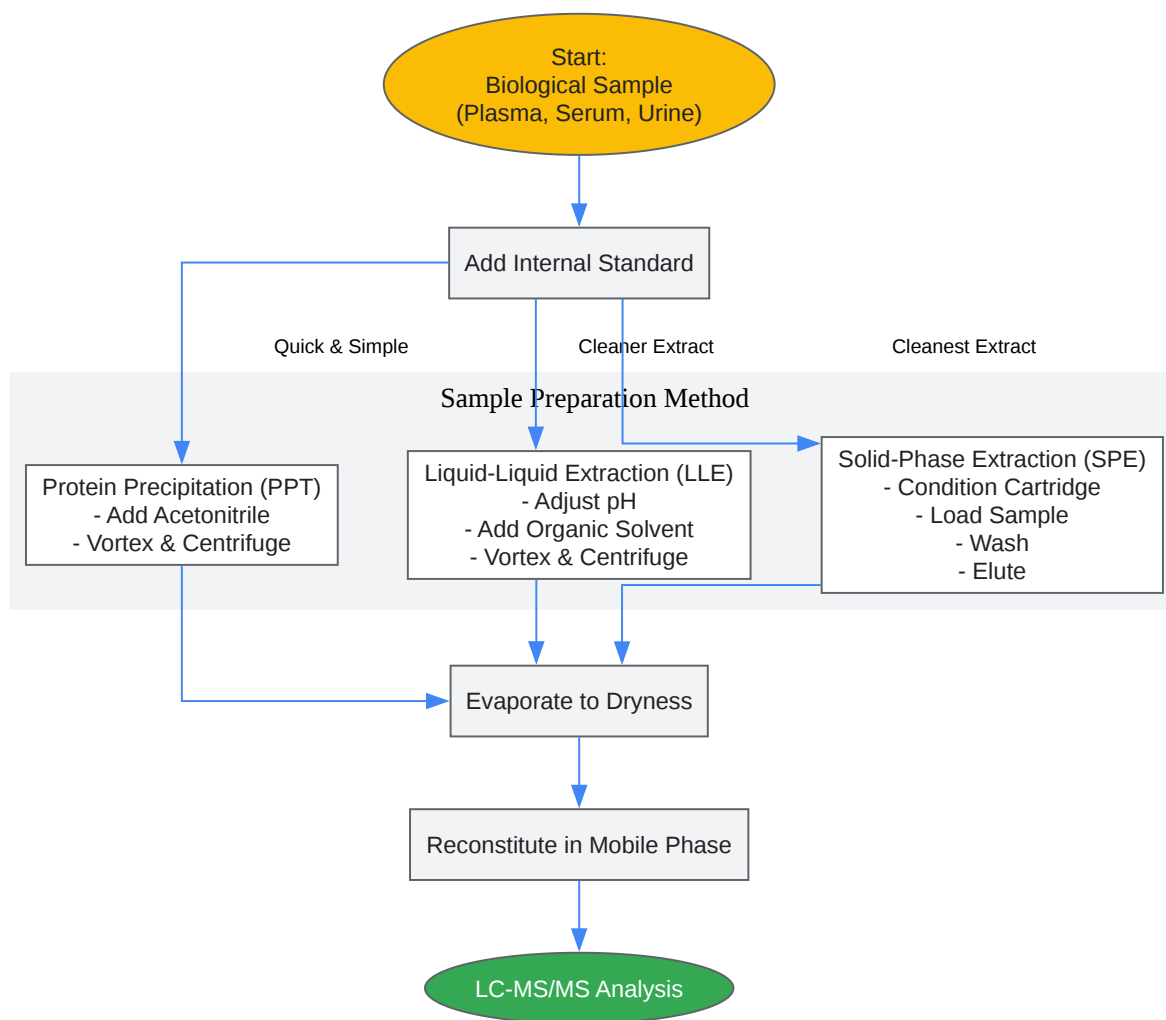 Start:
Biological Sample
(Plasma, Serum, Urine)
Add Internal Standard
Quick & Simple
Cleaner Extract
Cleanest Extract
Sample Preparation Method
Protein Precipitation (PPT)
- Add Acetonitrile
- Vortex & Centrifuge
Liquid-Liquid Extraction (LLE)
- Adjust pH
- Add Organic Solvent
- Vortex & Centrifuge
Solid-Phase Extraction (SPE)
- Condition Cartridge
- Load Sample
- Wash
- Elute
Evaporate to Dryness
Reconstitute in Mobile Phase
LC-MS/MS Analysis